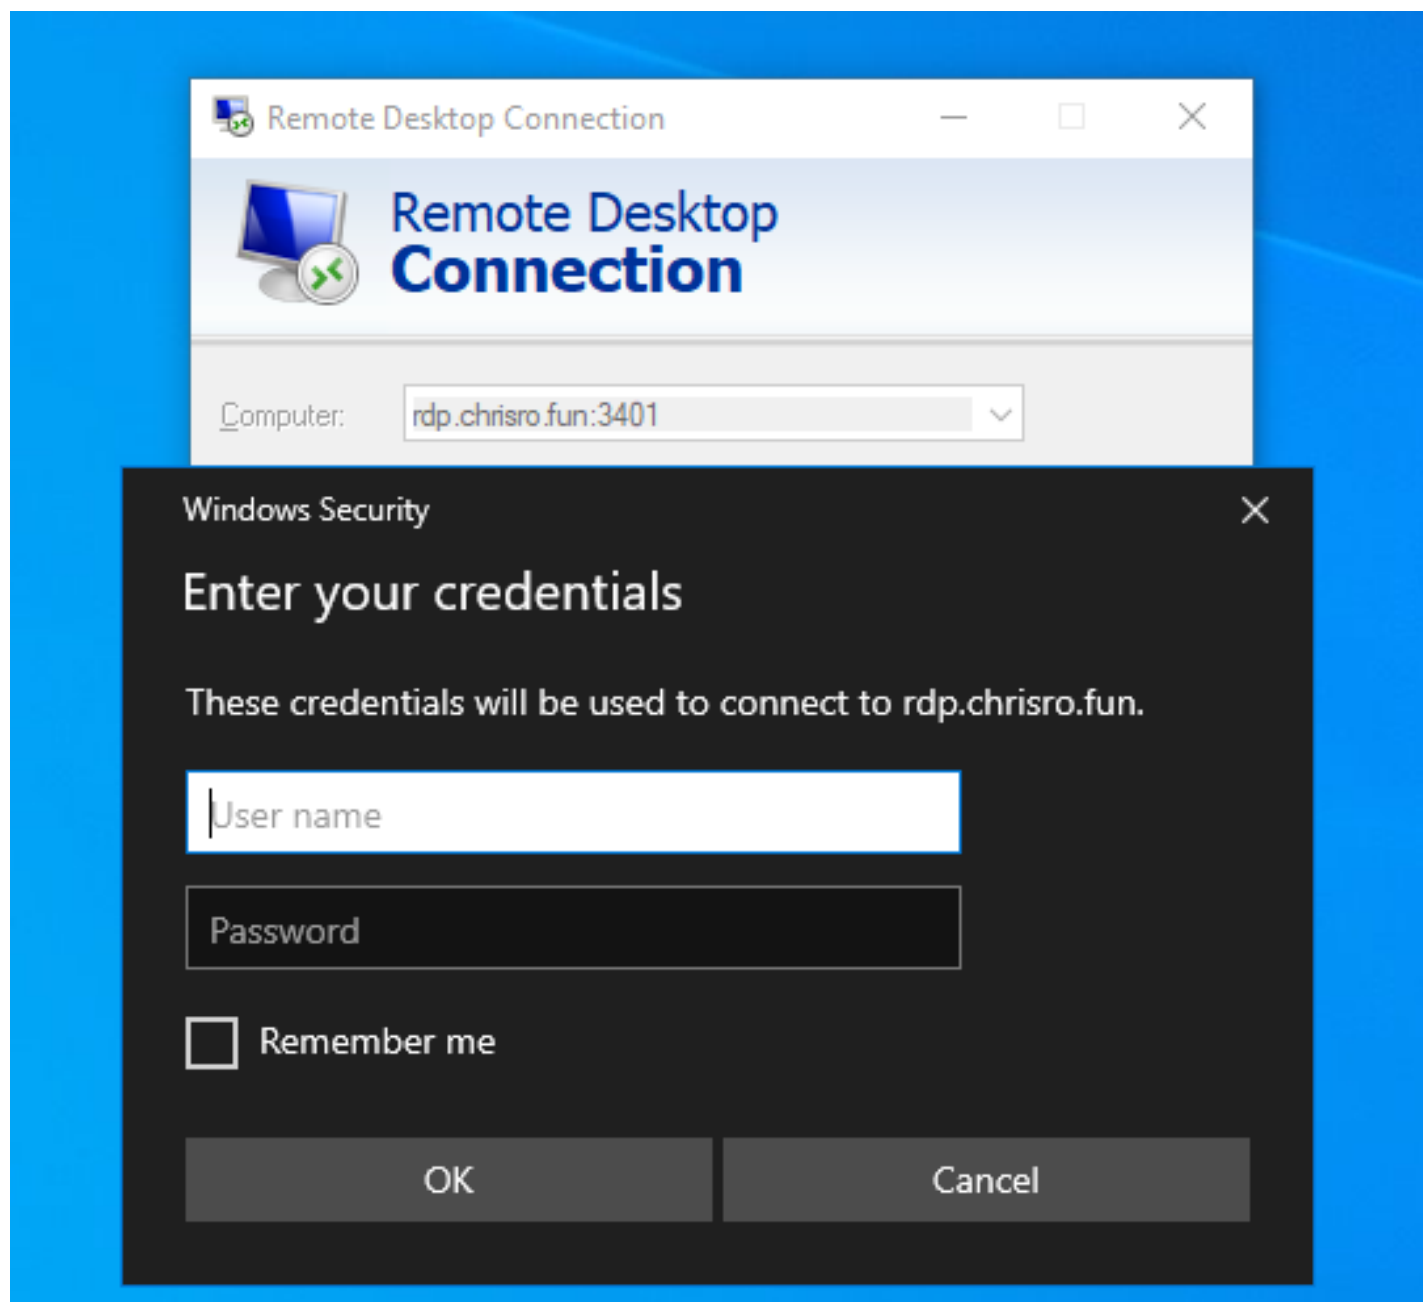 Remote Desktop Connection
Remote Desktop
Connection
Computer:
rdp.chrisro.fun:3401
Windows Security
Enter your credentials
These credentials will be used to connect to rdp.chrisro.fun.
User name
Password
Remember me
OK
Cancel